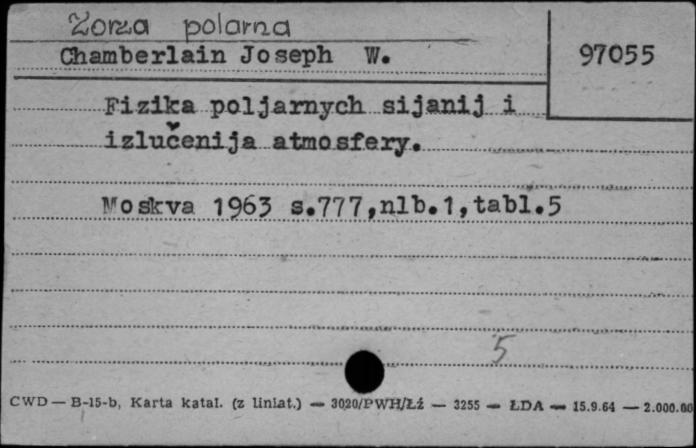 Zorza polarna
Chamberlain Joseph W.
97055
Fizika poljarnych sijanij i
izlučenija atmosfery.
Moskva 1963 s.777,nlb.1,tabl.5
5
CWD — B-15-b, Karta katal. (z liniat.) — 3020/PWH/Łź — 3255 — ŁDA — 15.9.64 — 2.000.00